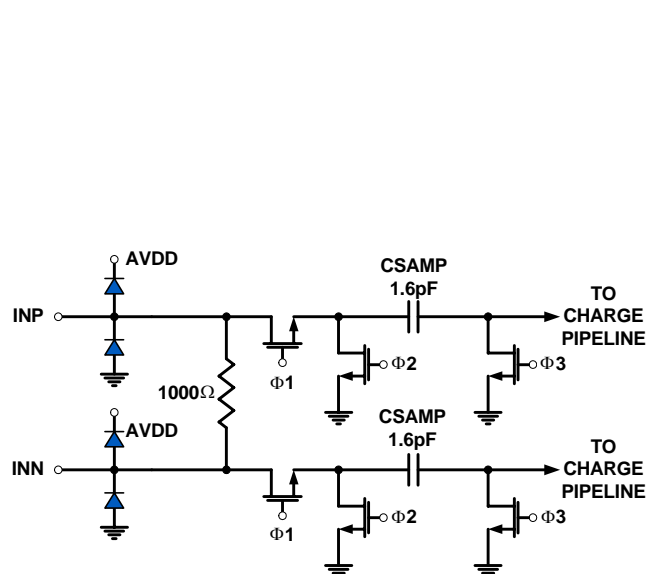 AVDD
CSAMP
1.6pF
INP
TO
CHARGE
PIPELINE
Φ1
Φ2
Φ3
1000Ω
AVDD
CSAMP
1.6pF
INN
TO
CHARGE
PIPELINE
Φ1
Φ2
Φ3